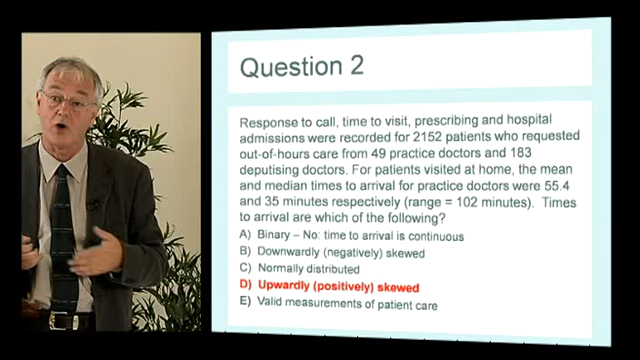 Question 2
Response to call, time to visit, prescribing and hospital
admissions were recorded for 2152 patients who requested
out-of-hours care from 49 practice doctors and 183
deputising doctors. For patients visited at home, the mean
and median times to arrival for practice doctors were 55.4
and 35 minutes respectively (range = 102 minutes). Times
to arrival are which of the following?
A) Binary – No: time to arrival is continuous
B) Downwardly (negatively) skewed
C) Normally distributed
D) Upwardly (positively) skewed
E) Valid measurements of patient care